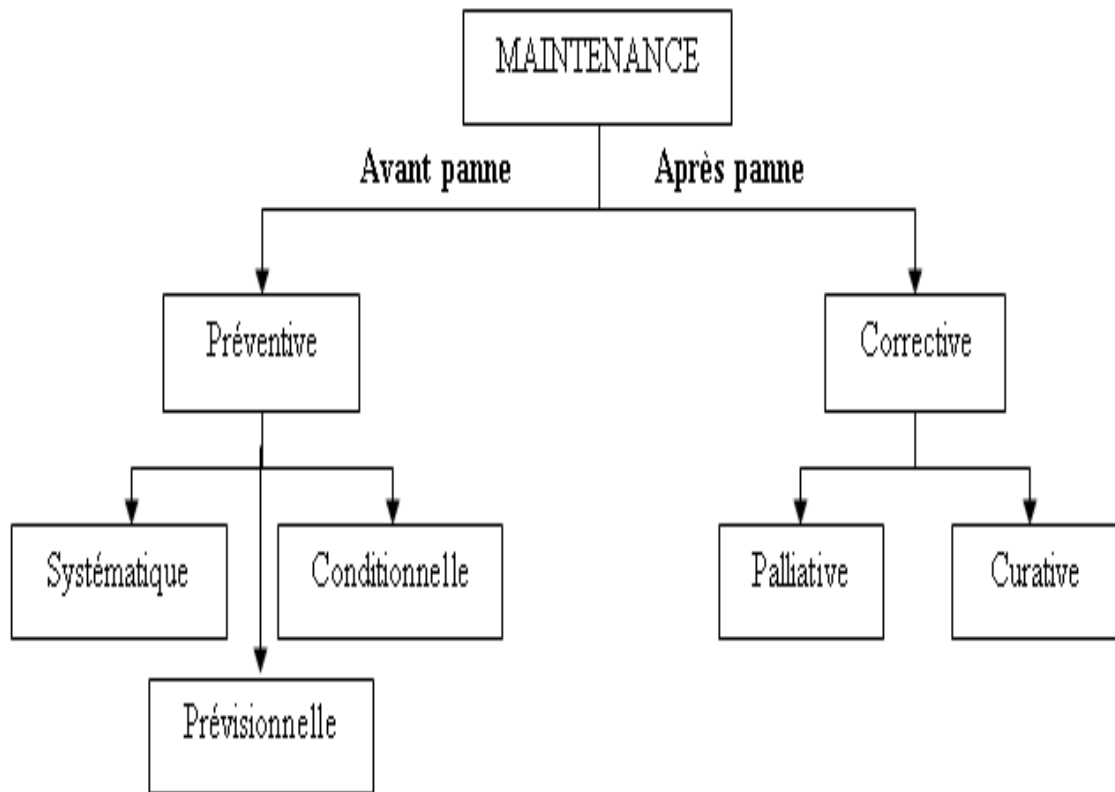 MAINTENANCE
Avant panne
Après panne
Préventive
Corrective
Systématique
Conditionnelle
Palliative
Curative
Prévisionnelle